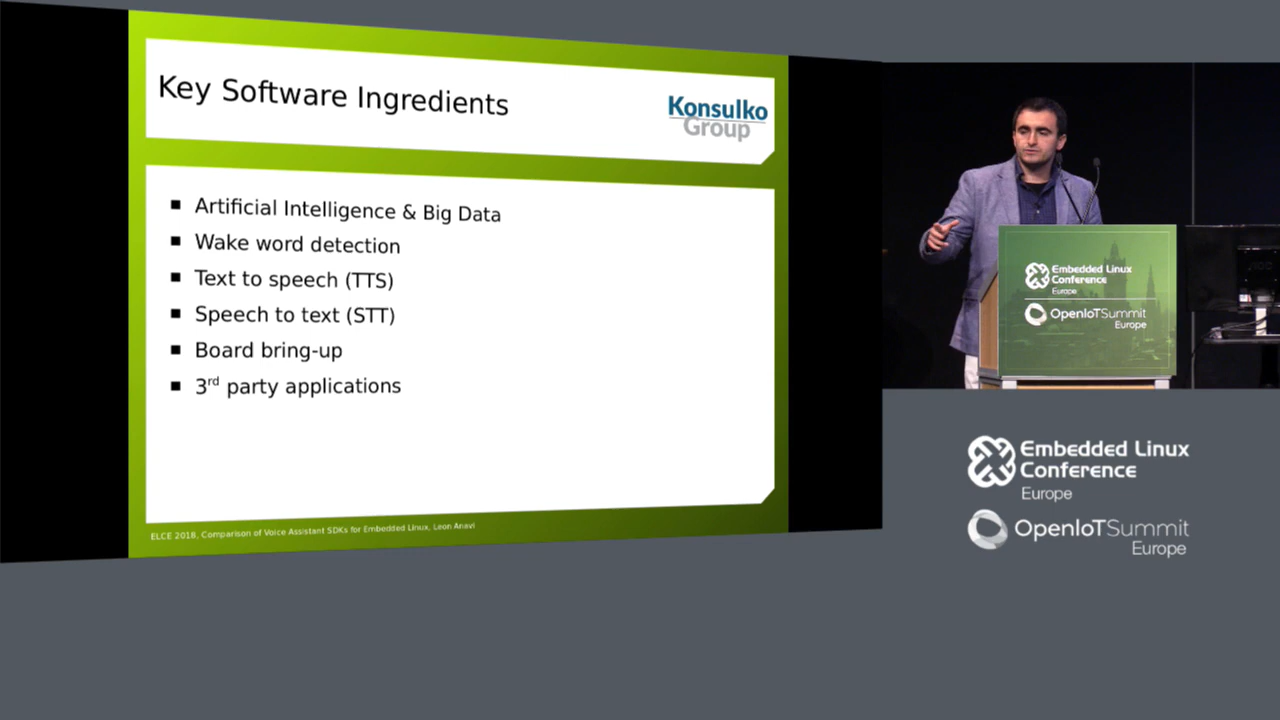 Key Software Ingredients
Konsulko
Group
■ Artificial Intelligence & Big Data
■ Wake word detection
■ Text to speech (TTS)
■ Speech to text (STT)
■ Board bring-up
■ 3rd party applications
ELCE 2018, Comparison of Voice Assistant SDKs for Embedded Linux, Leon Anavi
Embedded Linux
Conference
Europe
OpenIoTSummit
Europe
Embedded Linux
Conference
Europe
OpenIoTSummit
Europe